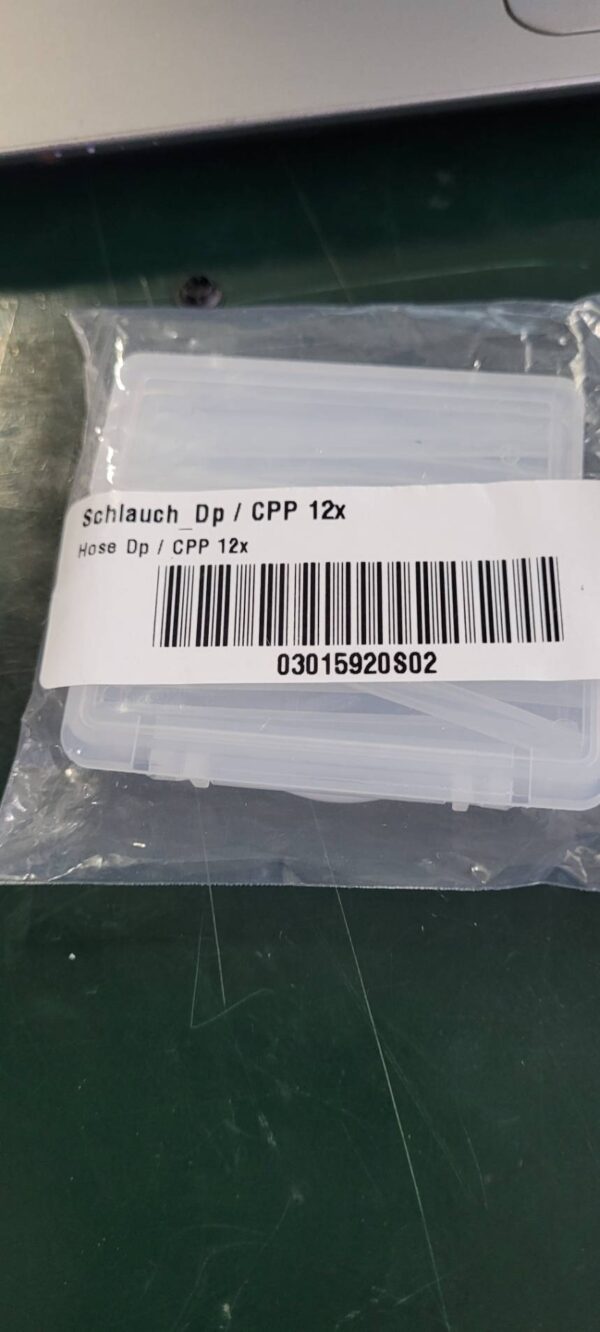 Schlauch_Dp / CPP 12x
Hose Dp / CPP 12x
03015920S02